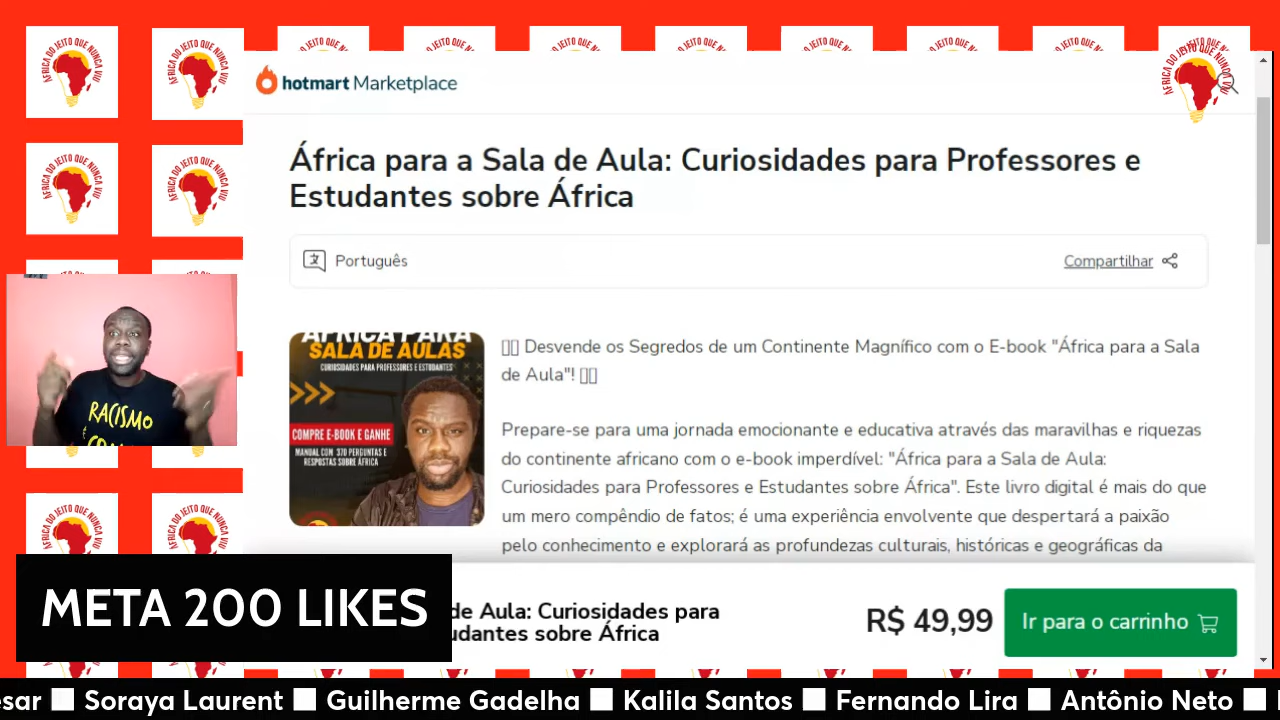 ÁFRICA DO JEITO QUE NUNCA VIU
hotmart Marketplace
África para a Sala de Aula: Curiosidades para Professores e
Estudantes sobre África
Português
Compartilhar
ÁFRICA PARA
SALA DE AULAS
CURIOSIDADES PARA PROFESSORES E ESTUDANTES
COMPRE E-BOOK E GANHE
MANUAL COM 370 PERGUNTAS E
RESPOSTAS SOBRE ÁFRICA
Desvende os Segredos de um Continente Magnífico com o E-book "África para a Sala
de Aula"!
Prepare-se para uma jornada emocionante e educativa através das maravilhas e riquezas
do continente africano com o e-book imperdível: "África para a Sala de Aula:
Curiosidades para Professores e Estudantes sobre África". Este livro digital é mais do que
um mero compêndio de fatos; é uma experiência envolvente que despertará a paixão
pelo conhecimento e explorará as profundezas culturais, históricas e geográficas da
RACISMO
É
META 200 LIKES
de Aula: Curiosidades para
udantes sobre África
R$ 49,99
Ir para o carrinho
esar Soraya Laurent Guilherme Gadelha Kalila Santos Fernando Lira Antônio Neto